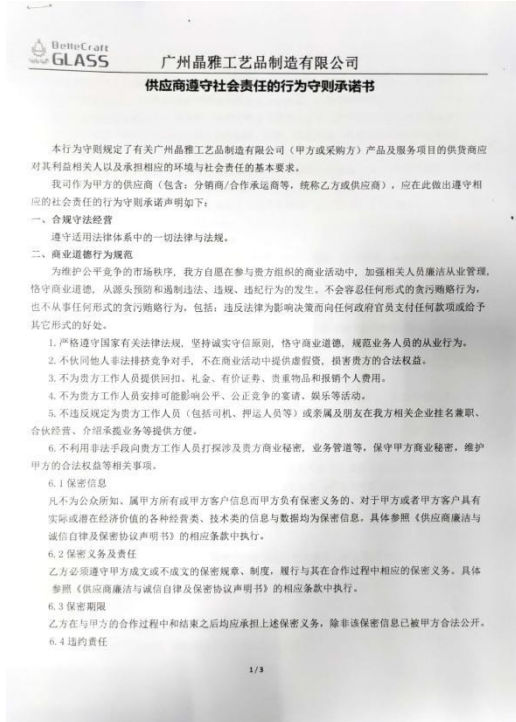 BelleCraft
GLASS
广州晶雅工艺品制造有限公司
供应商遵守社会责任的行为守则承诺书
本行为守则规定了有关广州晶雅工艺品制造有限公司（甲方或采购方）产品及服务项目的供货商应
对其利益相关人以及承担相应的环境与社会责任的基本要求。
我司作为甲方的供应商（包含：分销商/合作承运商等，统称乙方或供应商），应在此做出遵守相
应的社会责任的行为守则承诺声明如下：
一、合规守法经营
遵守适用法律体系中的一切法律与法规。
二、商业道德行为规范
为维护公平竞争的市场秩序，我方自愿在参与贵方组织的商业活动中，加强相关人员廉洁从业管理，
恪守商业道德，从源头预防和遏制违法、违规、违纪行为的发生。不会容忍任何形式的贪污贿赂行为，
也不从事任何形式的贪污贿赂行为，包括：违反法律为影响决策而向任何政府官员支付任何款项或给予
其它形式的好处。
1.严格遵守国家有关法律法规，坚持诚实守信原则，恪守商业道德，规范业务人员的从业行为。
2.不伙同他人非法排挤竞争对手，不在商业活动中提供虚假资，损害贵方的合法权益。
3.不为贵方工作人员提供回扣、礼金、有价证券、贵重物品和报销个人费用。
4.不为贵方工作人员安排可能影响公平、公正竞争的宴请、娱乐等活动。
5.不违反规定为贵方工作人员（包括司机、押运人员等）或亲属及朋友在我方相关企业挂名兼职、
合伙经营、介绍承揽业务等提供方便。
6.不利用非法手段向贵方工作人员打探涉及贵方商业秘密，业务管道等，保守甲方商业秘密，维护
甲方的合法权益等相关事项。
6.1保密信息
凡不为公众所知、属甲方所有或甲方客户信息而甲方负有保密义务的、对于甲方或者甲方客户具有
实际或潜在经济价值的各种经营类、技术类的信息与数据均为保密信息。具体参照《供应商廉洁与
诚信自律及保密协议声明书》的相应条款中执行。
6.2保密义务及责任
乙方必须遵守甲方成文或不成文的保密规章、制度，履行与其在合作过程中相应的保密义务。具体
参照《供应商廉洁与诚信自律及保密协议声明书》的相应条款中执行。
6.3保密期限
乙方在与甲方的合作过程中和结束之后均应承担上述保密义务，除非该保密信息已被甲方合法公开。
6.4违约责任
1/3